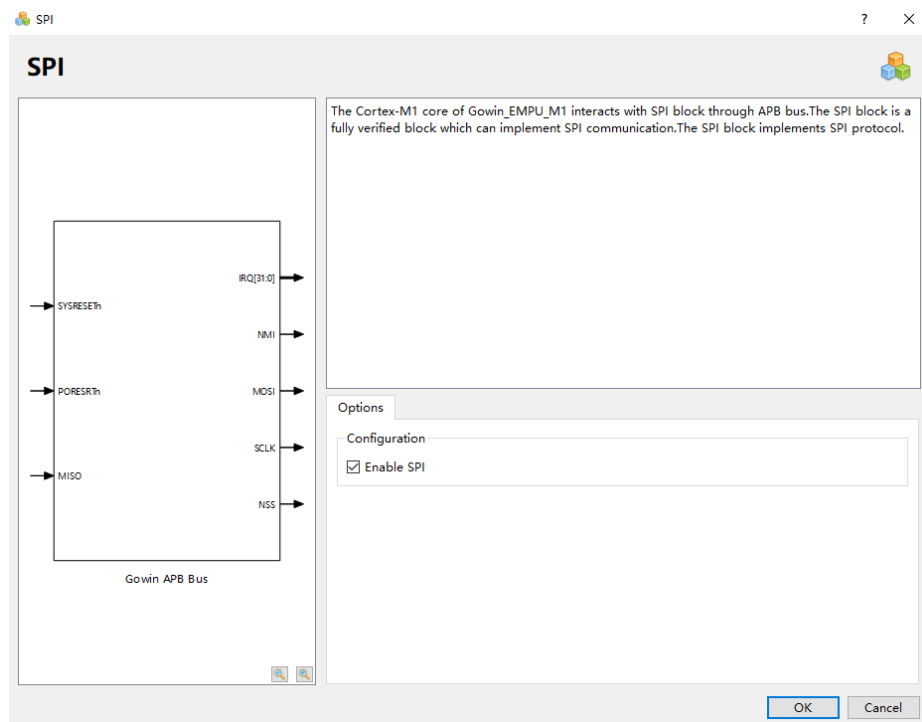 SPI
?
SPI
The Cortex-M1 core of Gowin_EMPU_M1 interacts with SPI block through APB bus.The SPI block is a
fully verified block which can implement SPI communication.The SPI block implements SPI protocol.
IRQ[31:0]
SYSRESETn
NMI
PORESRTn
MOSI
SCLK
MISO
NSS
Gowin APB Bus
Options
Configuration
Enable SPI
OK
Cancel